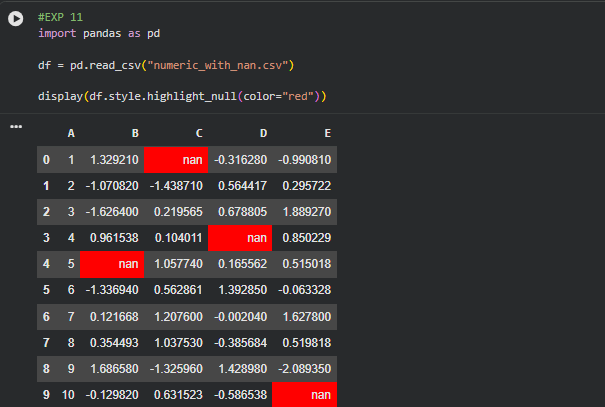 #EXP 11
import pandas as pd
df = pd.read_csv("numeric_with_nan.csv")
display(df.style.highlight_null(color="red"))
A B C D E
0 1 1.329210 nan -0.316280 -0.990810
1 2 -1.070820 -1.438710 0.564417 0.295722
2 3 -1.626400 0.219565 0.678805 1.889270
3 4 0.961538 0.104011 nan 0.850229
4 5 nan 1.057740 0.165562 0.515018
5 6 -1.336940 0.562861 1.392850 -0.063328
6 7 0.121668 1.207600 -0.002040 1.627800
7 8 0.354493 1.037530 -0.385684 0.519818
8 9 1.686580 -1.325960 1.428980 -2.089350
9 10 -0.129820 0.631523 -0.586538 nan